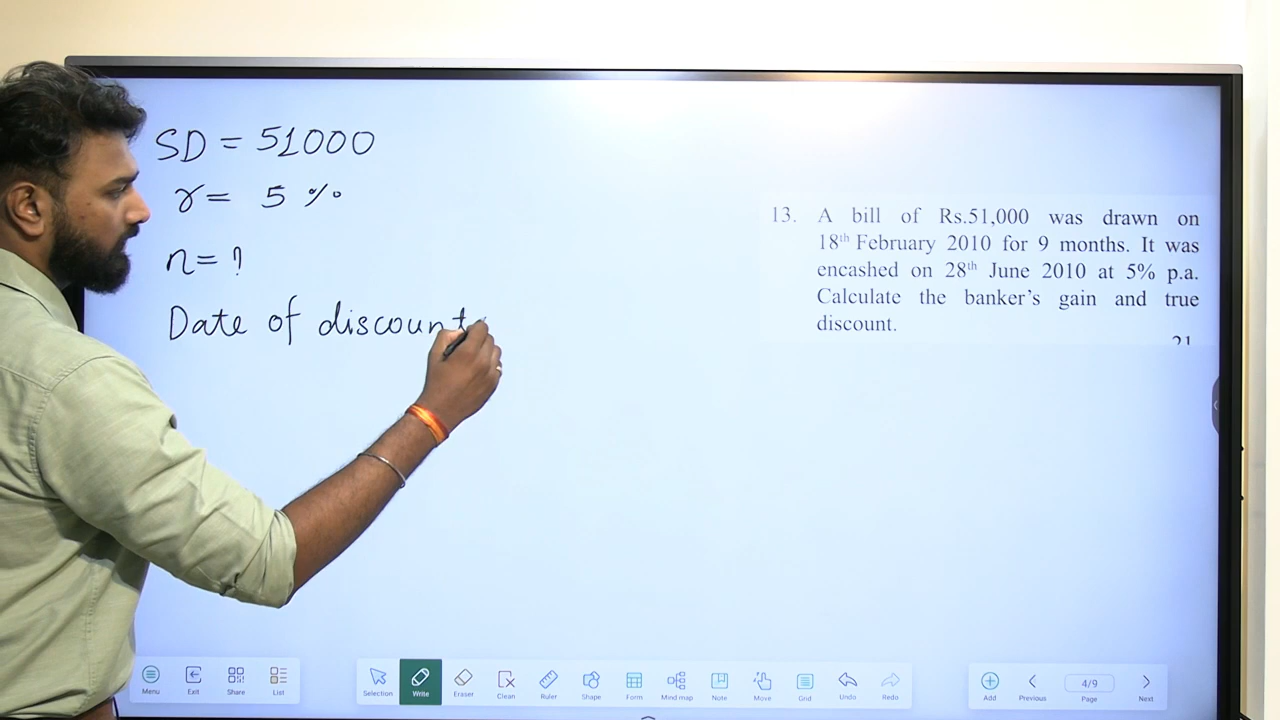 SD = 51000
r = 5 %
n = ?
Date of discount
13. A bill of Rs.51,000 was drawn on
18th February 2010 for 9 months. It was
encashed on 28th June 2010 at 5% p.a.
Calculate the banker's gain and true
discount.
Menu Exit Share List Selection Write Eraser Clean Ruler Shape Form Mind map Note Move Grid Undo Redo Add Previous 4/9 Page Next